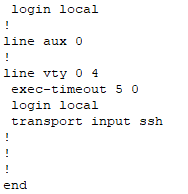 login local
!
line aux 0
!
line vty 0 4
 exec-timeout 5 0
 login local
 transport input ssh
!
!
!
end